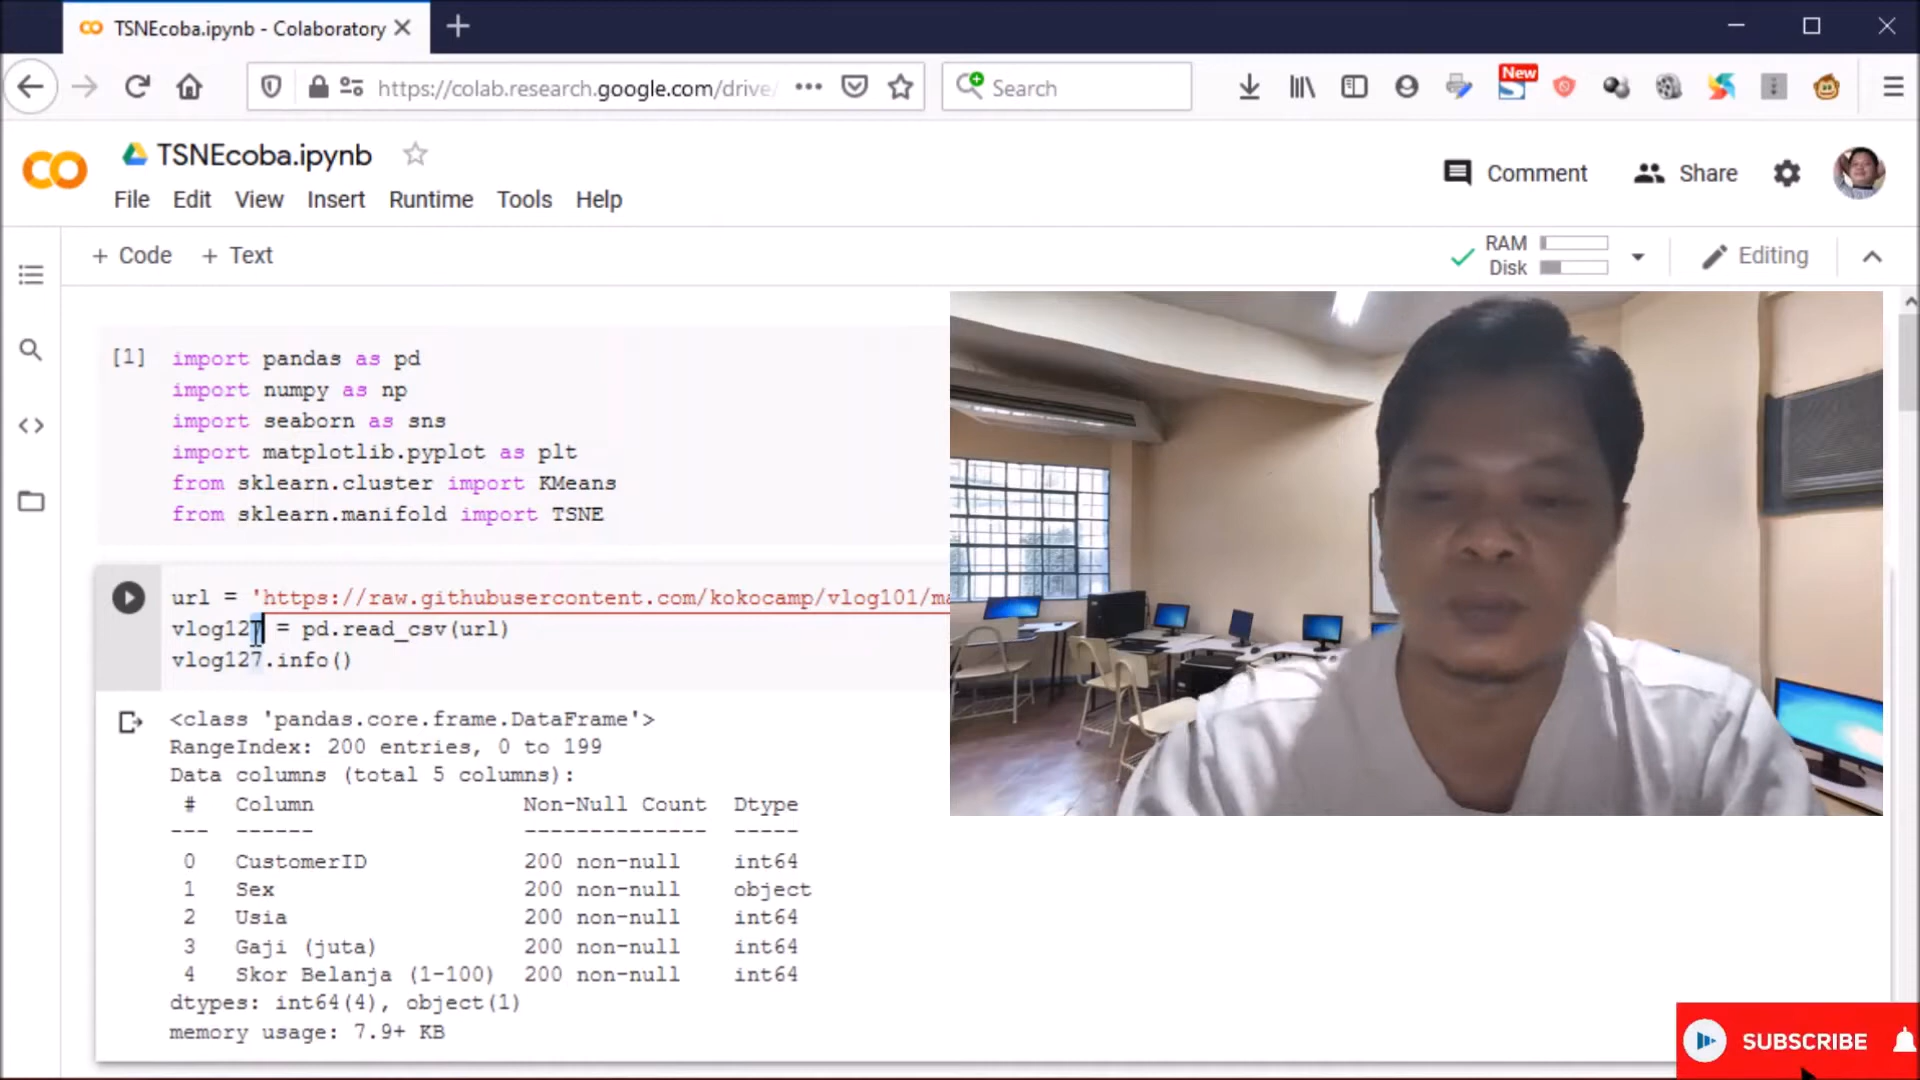 TSNEcoba.ipynb - Colaboratory
https://colab.research.google.com/drive/
Search
New
TSNEcoba.ipynb
Comment
Share
File Edit View Insert Runtime Tools Help
+ Code + Text
RAM
Disk
Editing
[1] import pandas as pd
import numpy as np
import seaborn as sns
import matplotlib.pyplot as plt
from sklearn.cluster import KMeans
from sklearn.manifold import TSNE
url = 'https://raw.githubusercontent.com/kokocamp/vlog101/ma
vlog127 = pd.read_csv(url)
vlog127.info()
<class 'pandas.core.frame.DataFrame'>
RangeIndex: 200 entries, 0 to 199
Data columns (total 5 columns):
# Column Non-Null Count Dtype
--- ------ -------------- -----
0 CustomerID 200 non-null int64
1 Sex 200 non-null object
2 Usia 200 non-null int64
3 Gaji (juta) 200 non-null int64
4 Skor Belanja (1-100) 200 non-null int64
dtypes: int64(4), object(1)
memory usage: 7.9+ KB
SUBSCRIBE